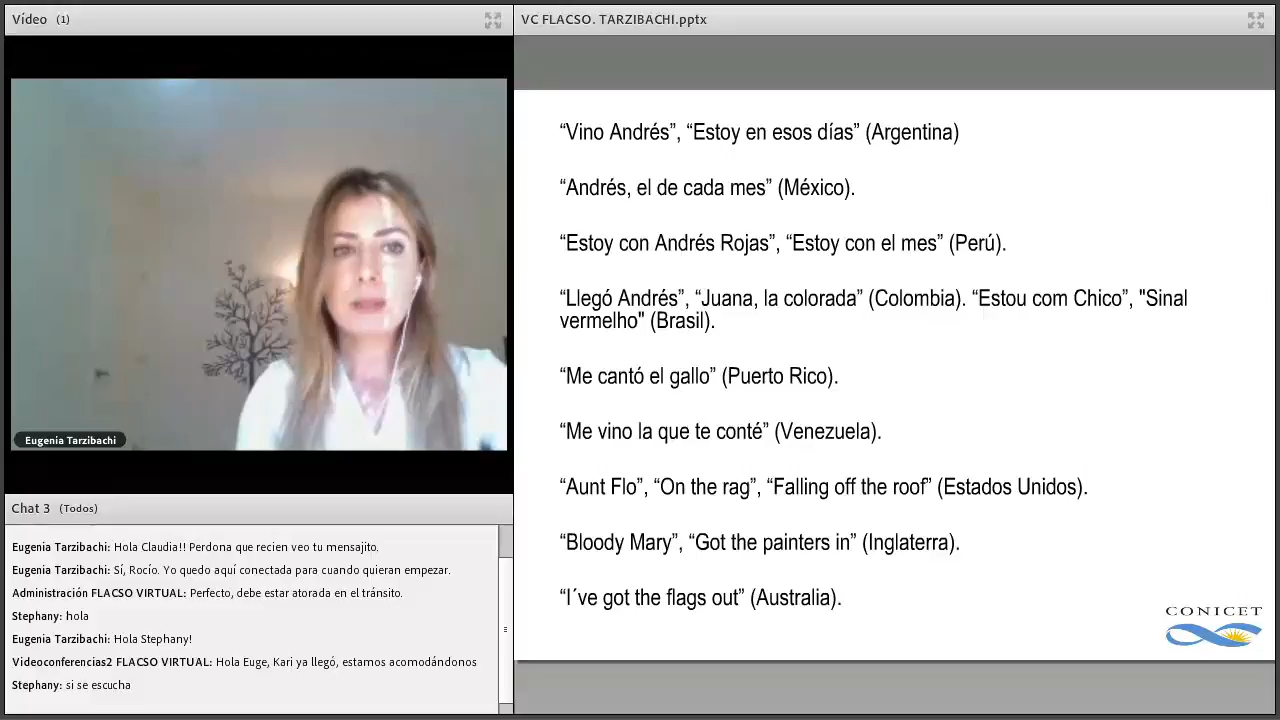 Vídeo (1)
VC FLACSO. TARZIBACHI.pptx
“Vino Andrés”, “Estoy en esos días” (Argentina)
“Andrés, el de cada mes” (México).
“Estoy con Andrés Rojas”, “Estoy con el mes” (Perú).
“Llegó Andrés”, “Juana, la colorada” (Colombia). “Estou com Chico”, "Sinal
vermelho" (Brasil).
“Me cantó el gallo” (Puerto Rico).
“Me vino la que te conté” (Venezuela).
“Aunt Flo”, “On the rag”, “Falling off the roof” (Estados Unidos).
“Bloody Mary”, “Got the painters in” (Inglaterra).
“I´ve got the flags out” (Australia).
CONICET
Eugenia Tarzibachi
Chat 3 (Todos)
Eugenia Tarzibachi: Hola Claudia!! Perdona que recien veo tu mensajito.
Eugenia Tarzibachi: Sí, Rocío. Yo quedo aquí conectada para cuando quieran empezar.
Administración FLACSO VIRTUAL: Perfecto, debe estar atorada en el tránsito.
Stephany: hola
Eugenia Tarzibachi: Hola Stephany!
Videoconferencias2 FLACSO VIRTUAL: Hola Euge, Kari ya llegó, estamos acomodándonos
Stephany: si se escucha